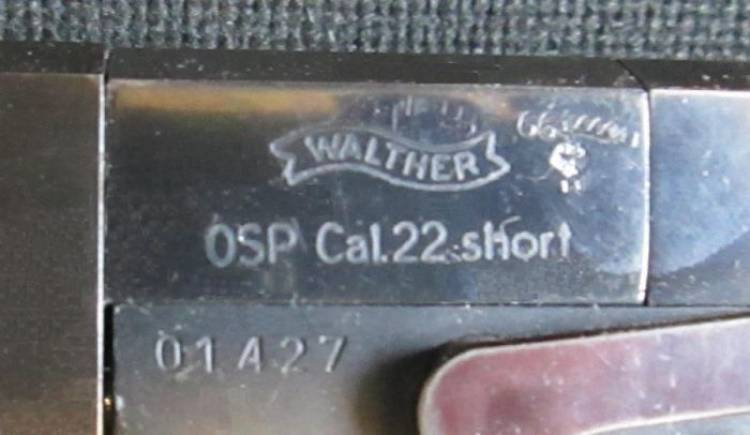 WALTHER
OSP Cal.22.short
01427